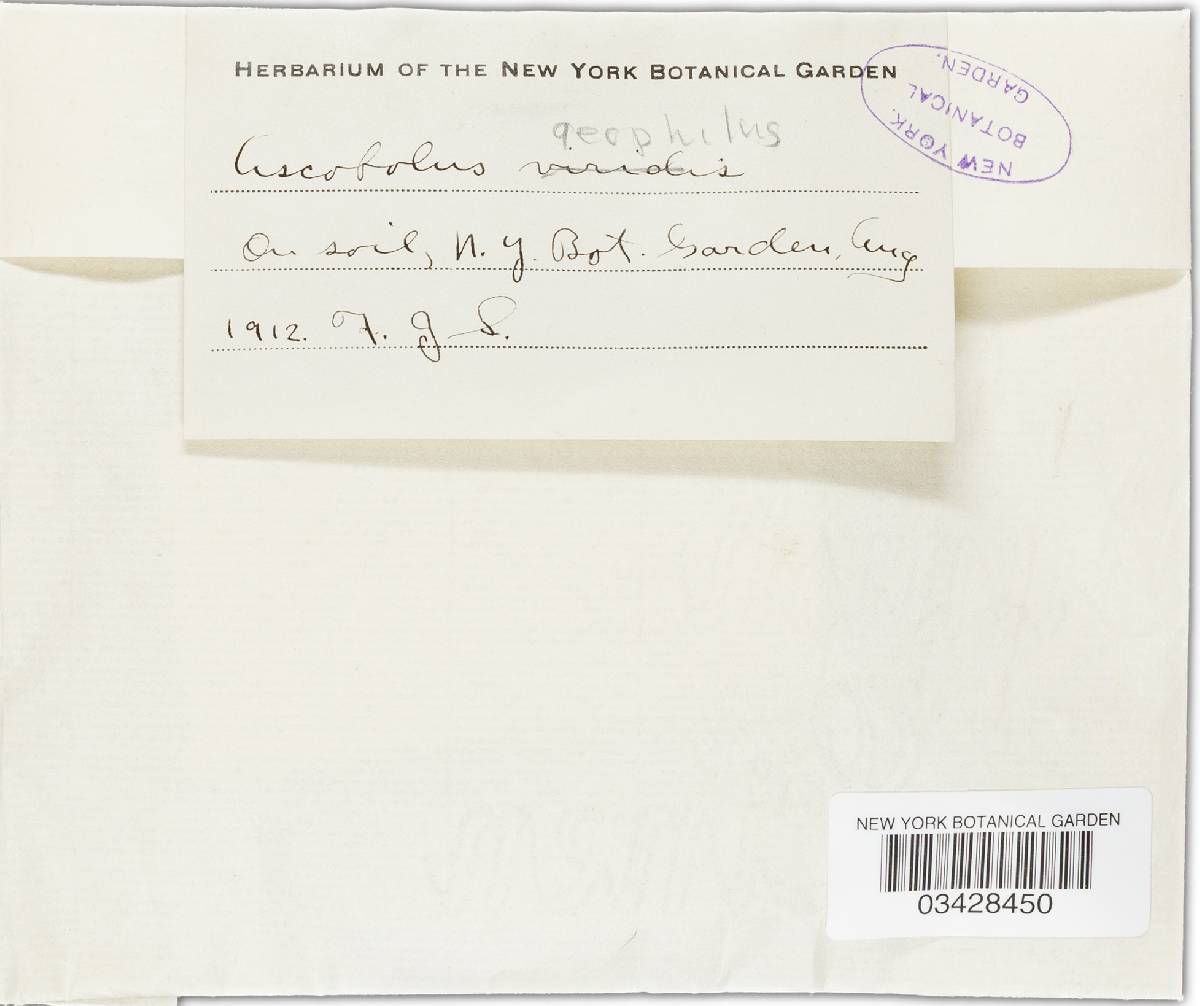 HERBARIUM OF THE NEW YORK BOTANICAL GARDEN
geophilus
Ascobolus viridis
On soil, N. Y. Bot. Garden, Aug
1912. F. J. S.
NEW YORK
BOTANICAL
GARDEN.
NEW YORK BOTANICAL GARDEN
03428450